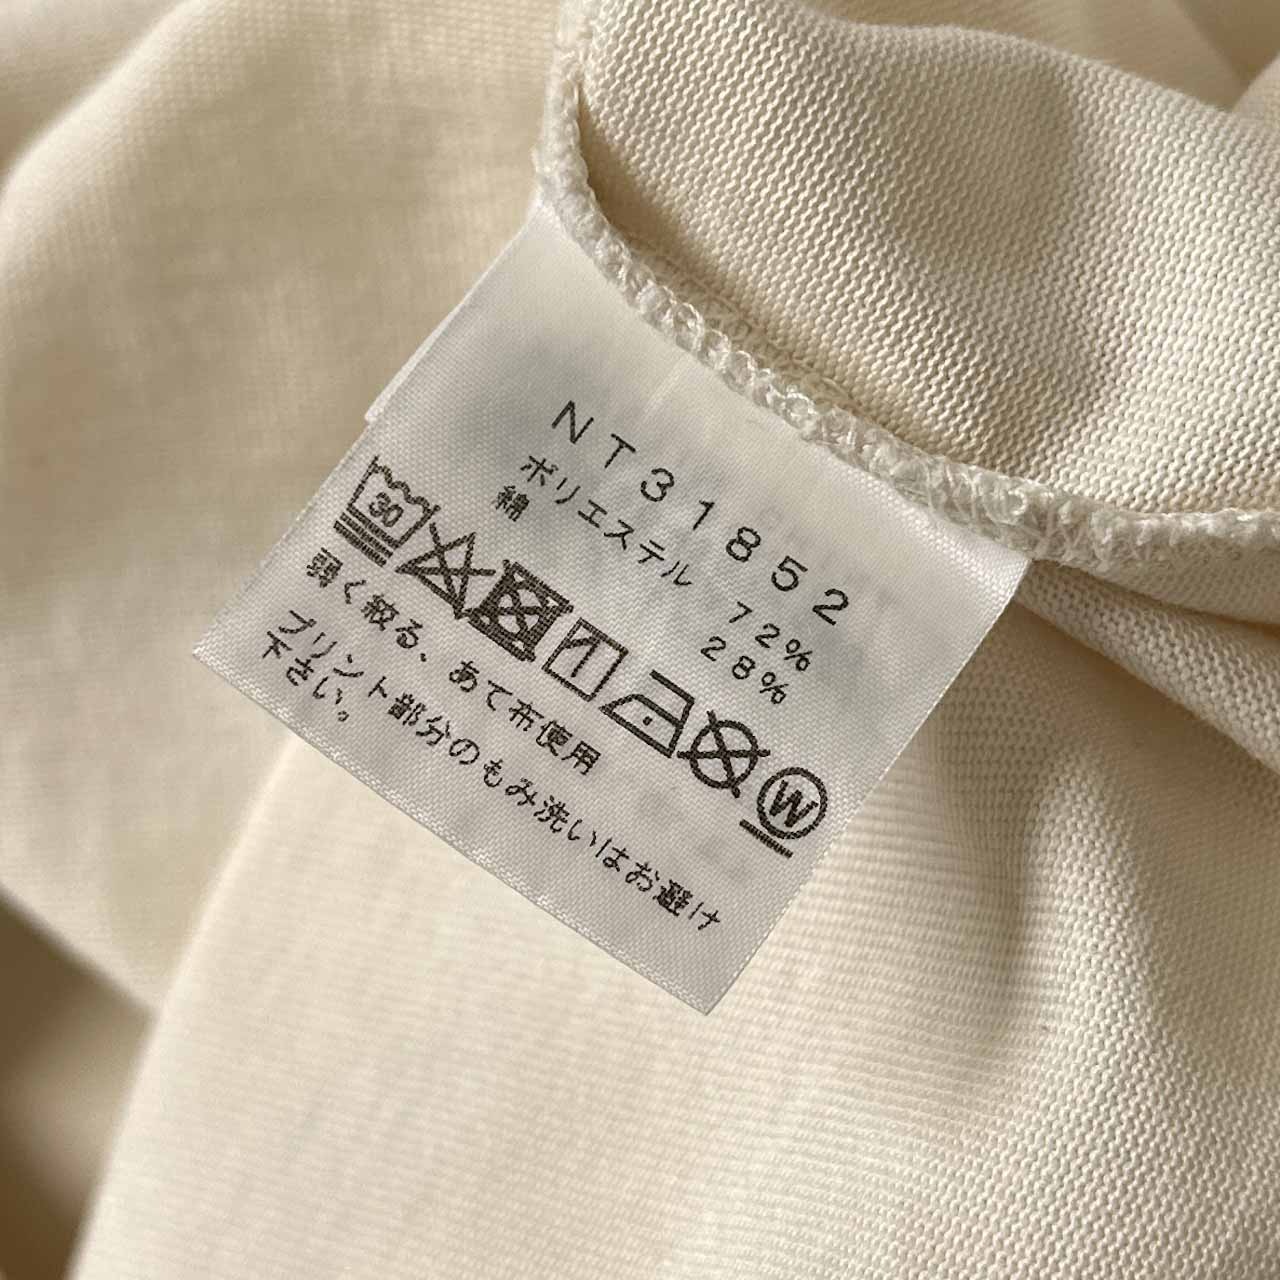 NT31852
ポリエステル 72%
綿 28%
30 W
弱く絞る、あて布使用
プリント部分のもみ洗いはお避け
下さい。